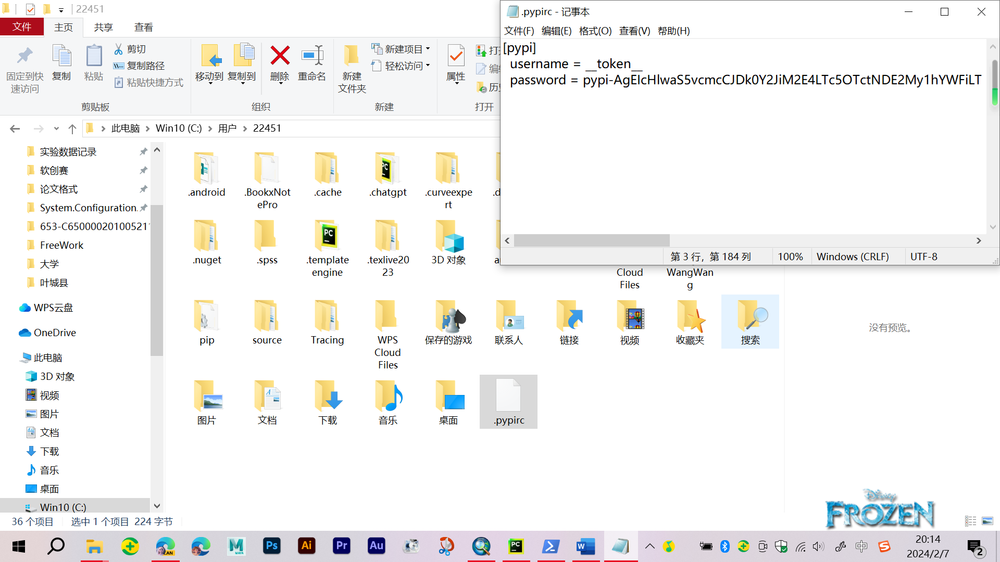 22451
文件 主页 共享 查看
固定到快速访问
复制
粘贴
剪切
复制路径
粘贴快捷方式
剪贴板
移动到
复制到
删除
重命名
组织
新建
文件夹
新建项目
轻松访问
新建
属性
打开
此电脑 Win10 (C:) 用户 22451
实验数据记录
软创赛
论文格式
System.Configuration.
653-C65000020100521
FreeWork
大学
叶城县
WPS云盘
OneDrive
此电脑
3D 对象
视频
图片
文档
下载
音乐
桌面
Win10 (C:)
.android
.BookxNotePro
.cache
.chatgpt
.curveexpert
.nuget
.spss
.templateengine
.texlive2023
3D 对象
Cloud Files
WangWang
pip
source
Tracing
WPS Cloud Files
保存的游戏
联系人
链接
视频
收藏夹
搜索
图片
文档
下载
音乐
桌面
.pypirc
没有预览。
36 个项目 选中 1 个项目 224 字节
.pypirc - 记事本
文件(F) 编辑(E) 格式(O) 查看(V) 帮助(H)
[pypi]
username = __token__
password = pypi-AgEIcHlwaS5vcmcCJDk0Y2JiM2E4LTc5OTctNDE2My1hYWFiLT
第 3 行，第 184 列 100% Windows (CRLF) UTF-8
Disney
FROZEN
LAN
MAYA
Ps
Ai
Pr
Au
PC
W
中
20:14
2024/2/7
2